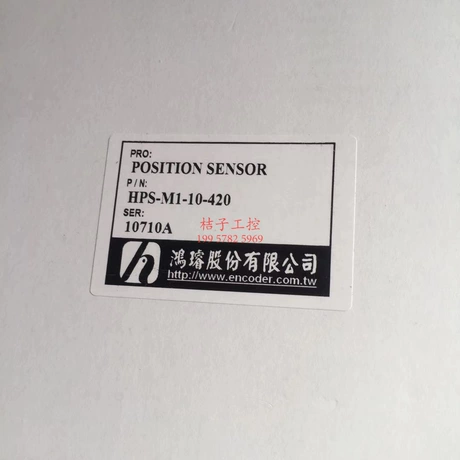 PRO:
POSITION SENSOR
P/N:
HPS-M1-10-420
SER:
桔子工控
10710A
199 5782 5969
鴻璿股份有限公司
http://www.encoder.com.tw